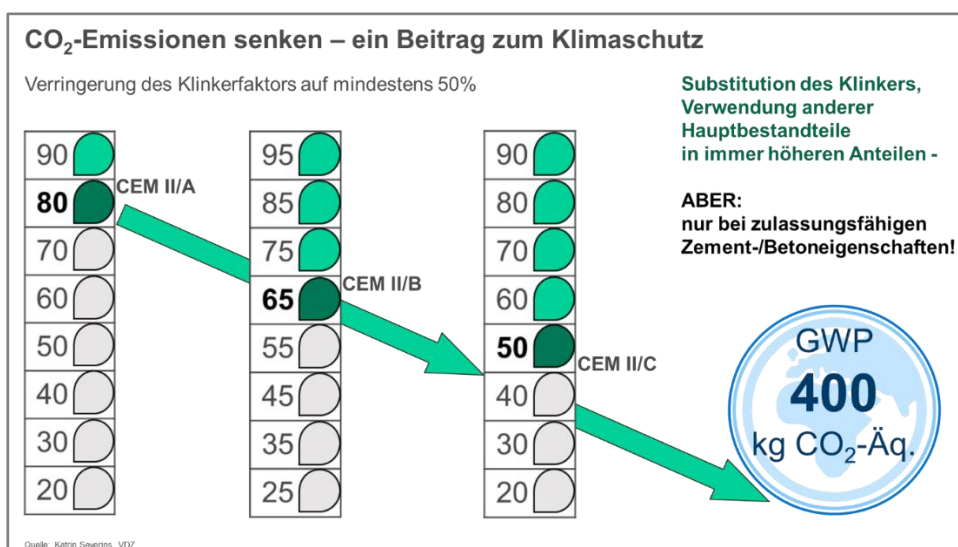 CO₂-Emissionen senken – ein Beitrag zum Klimaschutz
Verringerung des Klinkerfaktors auf mindestens 50%
Substitution des Klinkers,
Verwendung anderer
Hauptbestandteile
in immer höheren Anteilen -
ABER:
nur bei zulassungsfähigen
Zement-/Betoneigenschaften!
90
80
70
60
50
40
30
20
CEM II/A
95
85
75
65
55
45
35
25
CEM II/B
90
80
70
60
50
40
30
20
CEM II/C
GWP
400
kg CO₂-Äq.
Quelle: Katrin Severins, VDZ